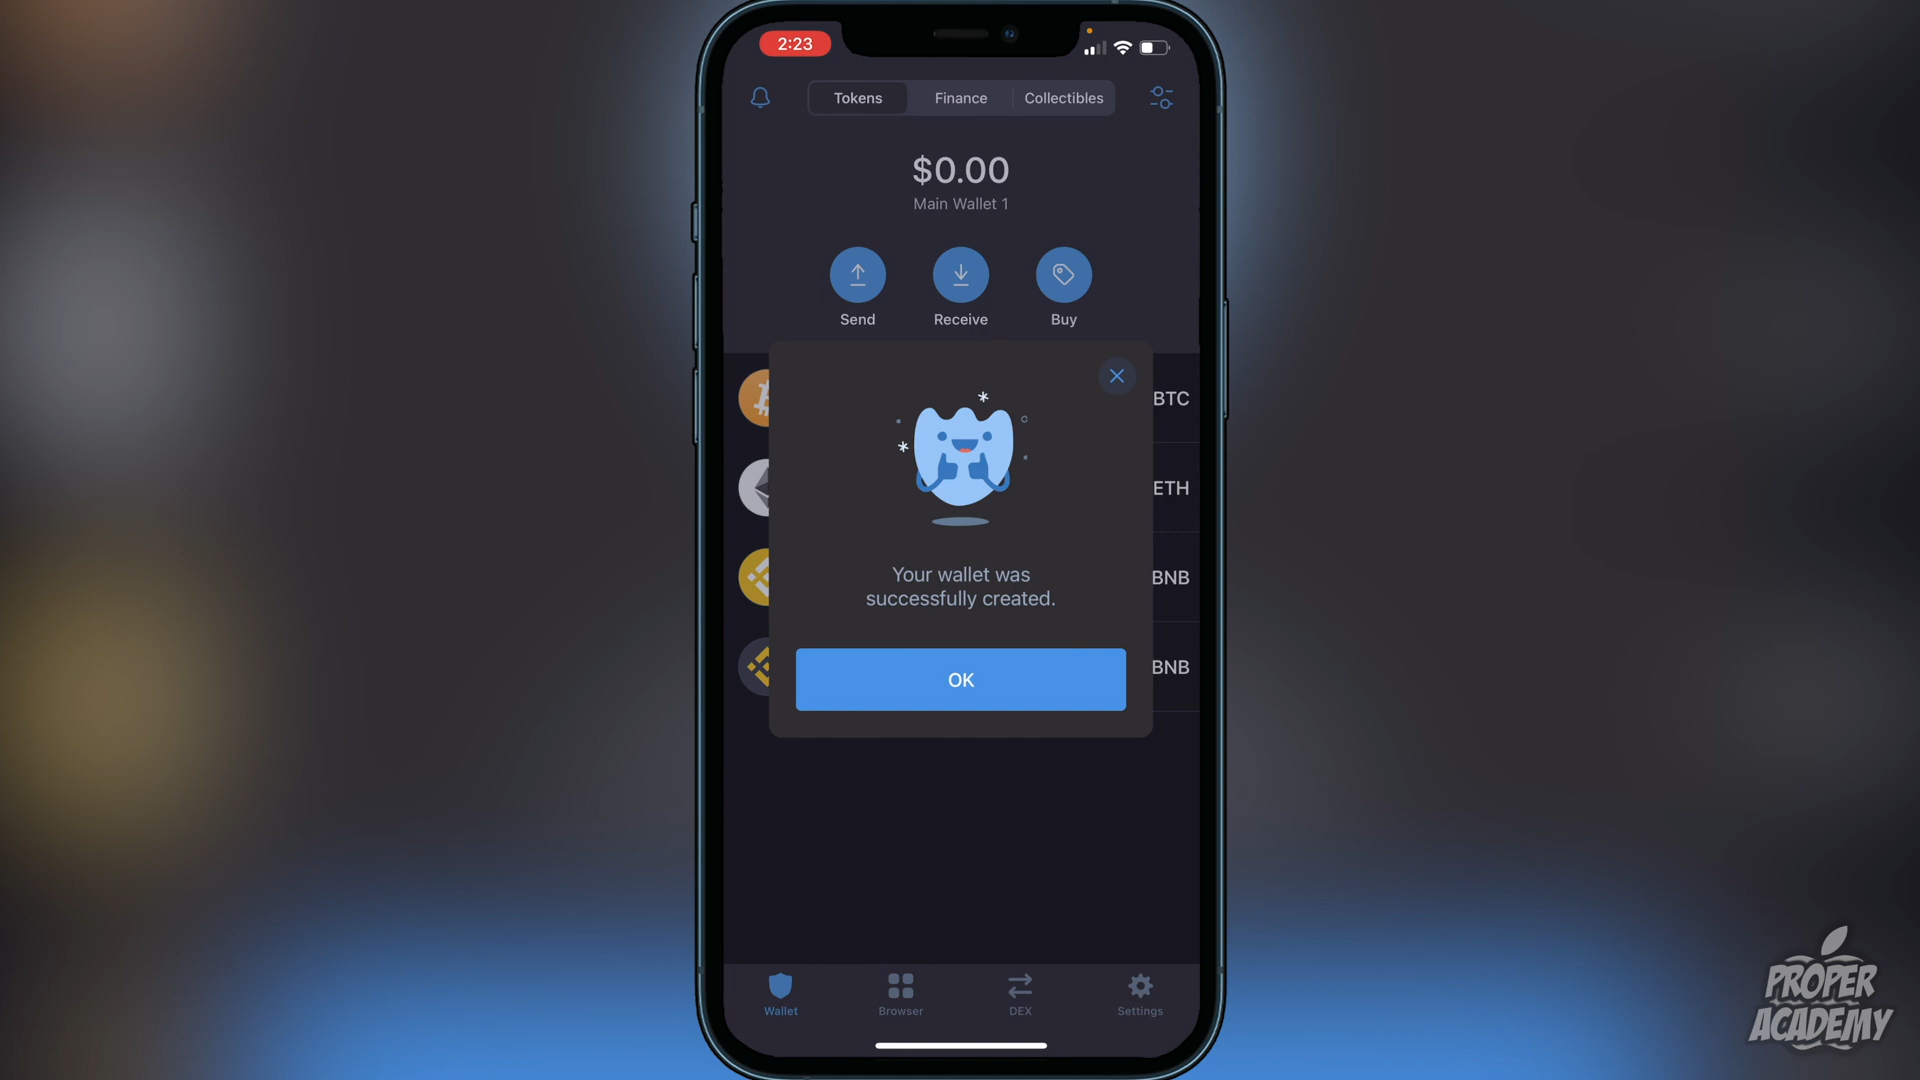 2:23
Tokens
Finance
Collectibles
$0.00
Main Wallet 1
Send
Receive
Buy
BTC
ETH
BNB
BNB
Your wallet was
successfully created.
OK
Wallet
Browser
DEX
Settings
PROPER
ACADEMY